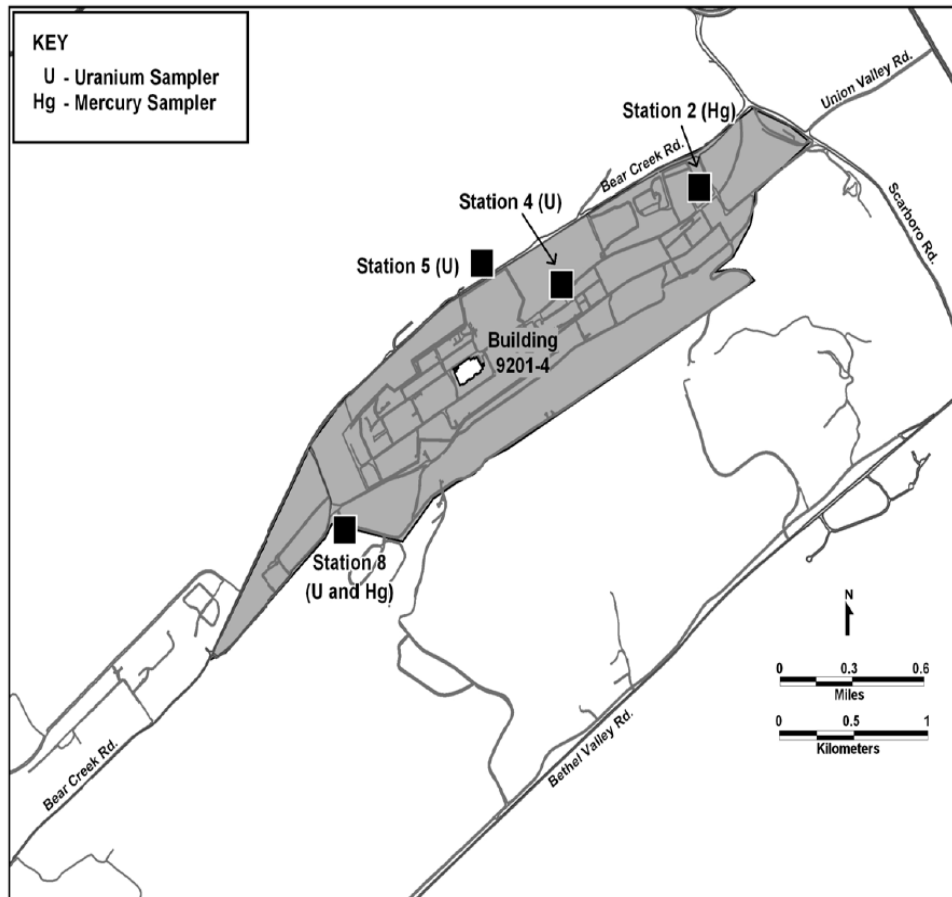 KEY
U - Uranium Sampler
Hg - Mercury Sampler
Union Valley Rd.
Station 2 (Hg)
Bear Creek Rd.
Scarboro Rd.
Station 4 (U)
Station 5 (U)
Building
9201-4
Station 8
(U and Hg)
N
0 0.3 0.6
Miles
0 0.5 1
Kilometers
Bethel Valley Rd.
Bear Creek Rd.